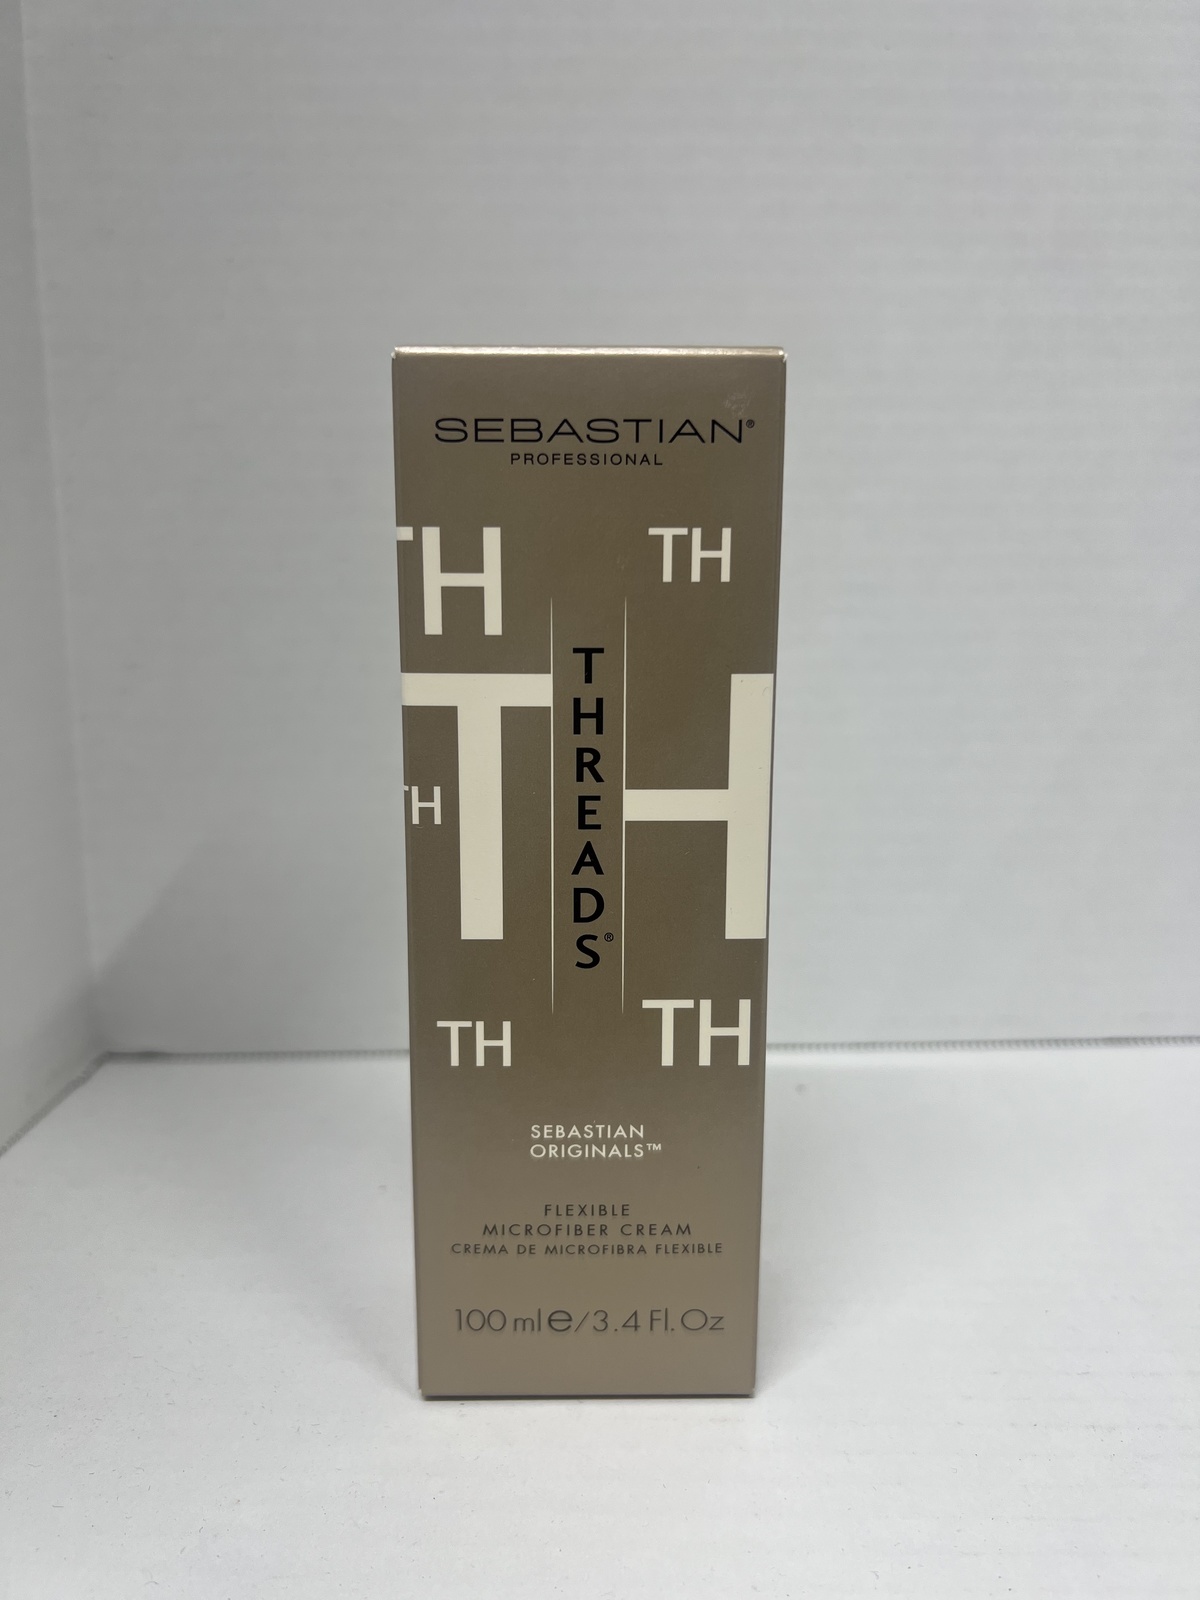 SEBASTIAN®
PROFESSIONAL
TH TH
TH
TH
THREADS®
TH TH
SEBASTIAN
ORIGINALS™
FLEXIBLE
MICROFIBER CREAM
CREMA DE MICROFIBRA FLEXIBLE
100 ml e/3.4 Fl. Oz